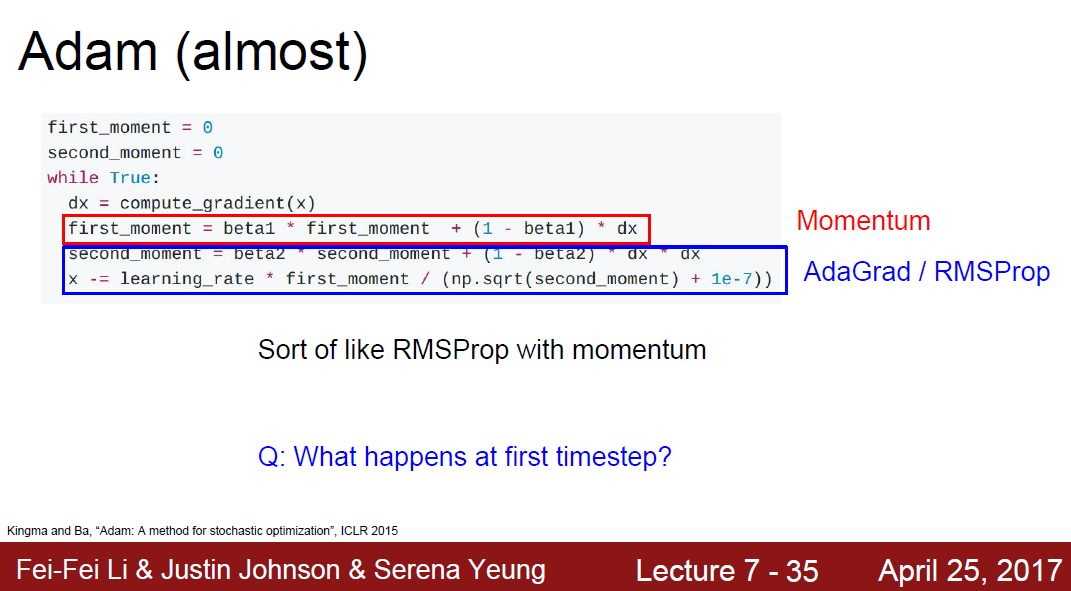 Adam (almost)
first_moment = 0
second_moment = 0
while True:
dx = compute_gradient(x)
first_moment = beta1 * first_moment + (1 - beta1) * dx
Momentum
second_moment = beta2 * second_moment + (1 - beta2) * dx * dx
x -= learning_rate * first_moment / (np.sqrt(second_moment) + 1e-7))
AdaGrad / RMSProp
Sort of like RMSProp with momentum
Q: What happens at first timestep?
Kingma and Ba, “Adam: A method for stochastic optimization”, ICLR 2015
Fei-Fei Li & Justin Johnson & Serena Yeung Lecture 7 - 35 April 25, 2017